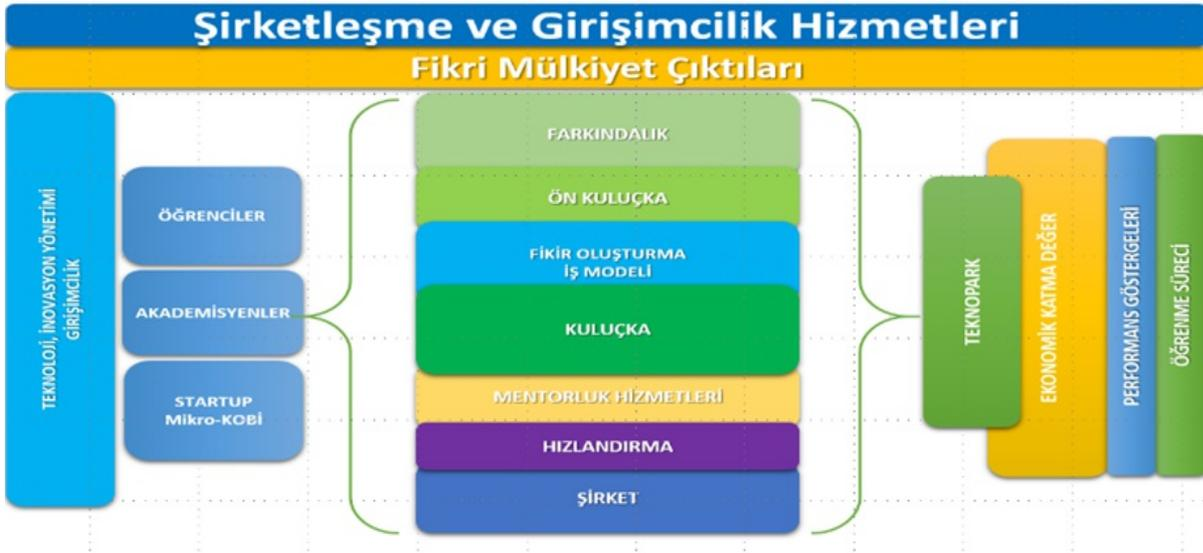 Şirketleşme ve Girişimcilik Hizmetleri
Fikri Mülkiyet Çıktıları
TEKNOLOJİ, İNOVASYON YÖNETİMİ
GİRİŞİMCİLİK
ÖĞRENCİLER
AKADEMİSYENLER
STARTUP
Mikro-KOBİ
FARKINDALIK
ÖN KULUÇKA
FİKİR OLUŞTURMA
İŞ MODELİ
KULUÇKA
MENTORLUK HİZMETLERİ
HIZLANDIRMA
ŞİRKET
TEKNOPARK
EKONOMİK KATMA DEĞER
PERFORMANS GÖSTERGELERİ
ÖĞRENME SÜRECİ